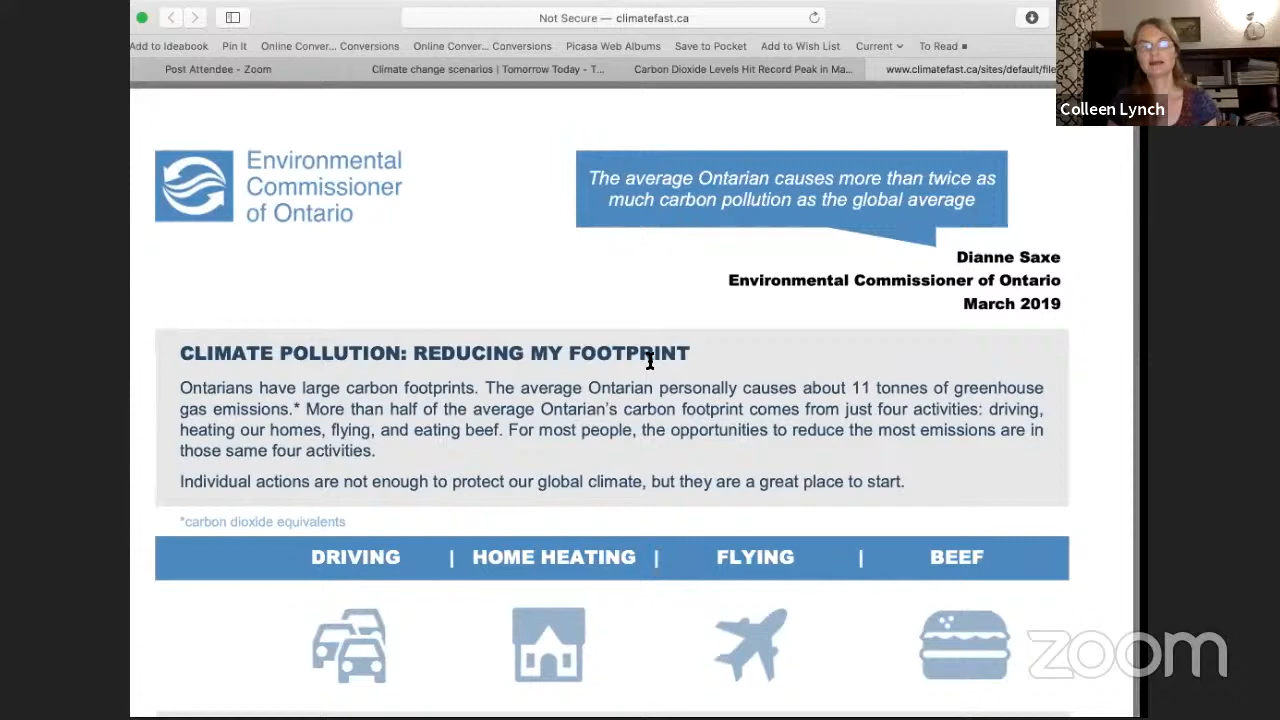 Not Secure — climatefast.ca
Add to Ideabook Pin It Online Conver... Conversions Online Conver... Conversions Picasa Web Albums Save to Pocket Add to Wish List Current To Read ■
Post Attendee - Zoom Climate change scenarios | Tomorrow Today - T... Carbon Dioxide Levels Hit Record Peak in Ma... www.climatefast.ca/sites/default/file
Colleen Lynch
Environmental
Commissioner
of Ontario
The average Ontarian causes more than twice as
much carbon pollution as the global average
Dianne Saxe
Environmental Commissioner of Ontario
March 2019
CLIMATE POLLUTION: REDUCING MY FOOTPRINT
Ontarians have large carbon footprints. The average Ontarian personally causes about 11 tonnes of greenhouse
gas emissions.* More than half of the average Ontarian's carbon footprint comes from just four activities: driving,
heating our homes, flying, and eating beef. For most people, the opportunities to reduce the most emissions are in
those same four activities.
Individual actions are not enough to protect our global climate, but they are a great place to start.
*carbon dioxide equivalents
DRIVING | HOME HEATING | FLYING | BEEF
zoom